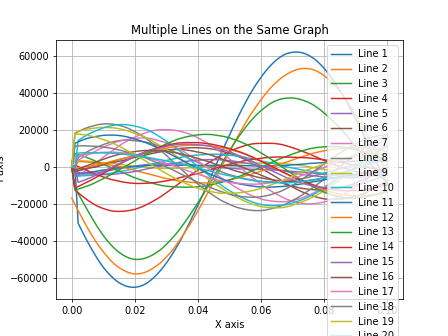 Multiple Lines on the Same Graph
60000
40000
20000
0
−20000
−40000
−60000
0.00
0.02
0.04
0.06
X axis
Line 1
Line 2
Line 3
Line 4
Line 5
Line 6
Line 7
Line 8
Line 9
Line 10
Line 11
Line 12
Line 13
Line 14
Line 15
Line 16
Line 17
Line 18
Line 19
Line 20